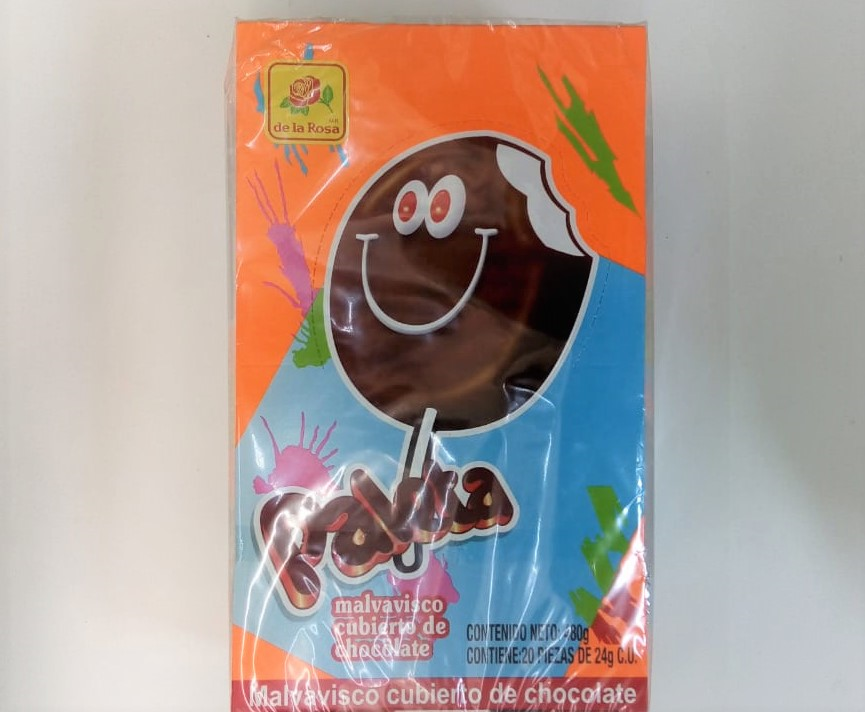 de la Rosa
malvavisco
cubierto de
chocolate
CONTENIDO NETO: 480g
CONTIENE:20 PIEZAS DE 24g C.U.
Malvavisco cubierto de chocolate